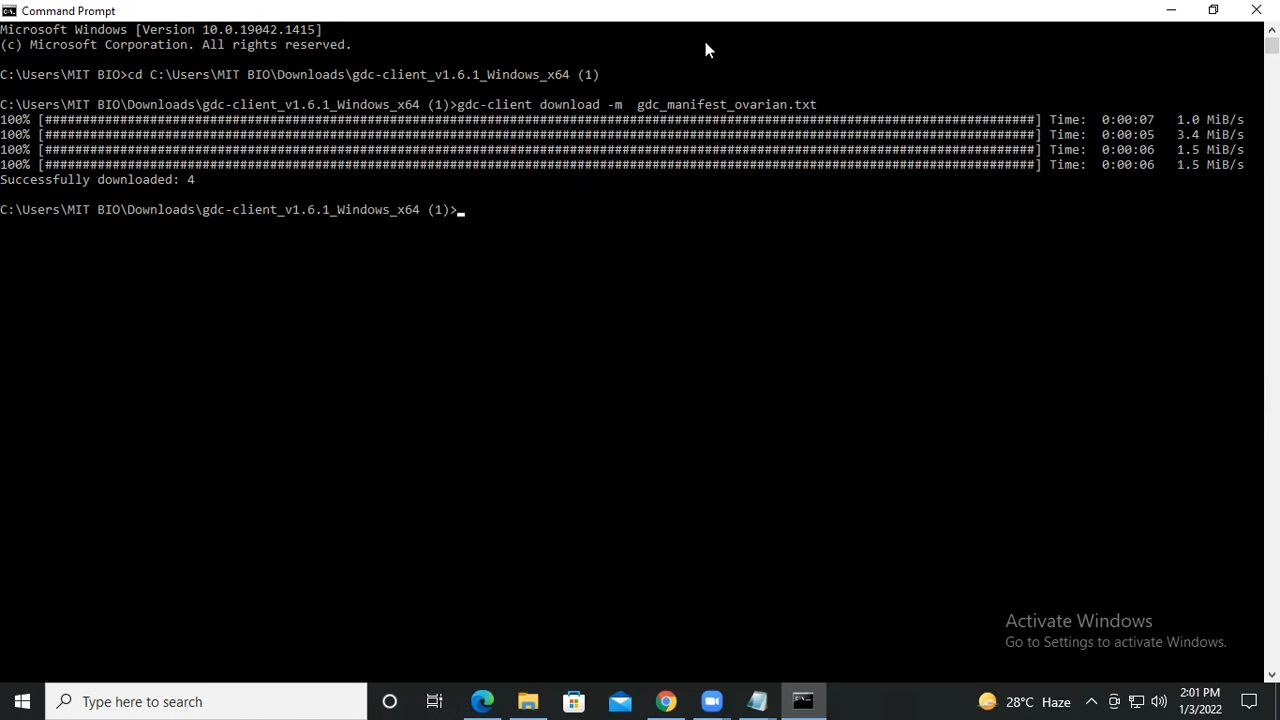 Command Prompt
Microsoft Windows [Version 10.0.19042.1415]
(c) Microsoft Corporation. All rights reserved.
C:\Users\MIT BIO>cd C:\Users\MIT BIO\Downloads\gdc-client_v1.6.1_Windows_x64 (1)
C:\Users\MIT BIO\Downloads\gdc-client_v1.6.1_Windows_x64 (1)>gdc-client download -m  gdc_manifest_ovarian.txt
100% [####################################################################################################################################] Time:  0:00:07   1.0 MiB/s
100% [####################################################################################################################################] Time:  0:00:05   3.4 MiB/s
100% [####################################################################################################################################] Time:  0:00:06   1.5 MiB/s
100% [####################################################################################################################################] Time:  0:00:06   1.5 MiB/s
Successfully downloaded: 4
C:\Users\MIT BIO\Downloads\gdc-client_v1.6.1_Windows_x64 (1)>
Activate Windows
Go to Settings to activate Windows.
Type here to search
28°C Haze
2:01 PM
1/3/2022